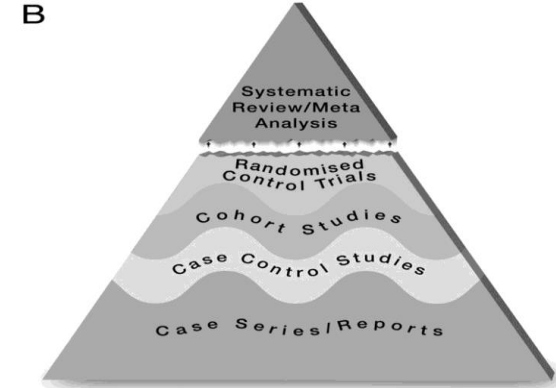 B
Systematic
Review/Meta
Analysis
Randomised
Control Trials
Cohort Studies
Case Control Studies
Case Series/Reports